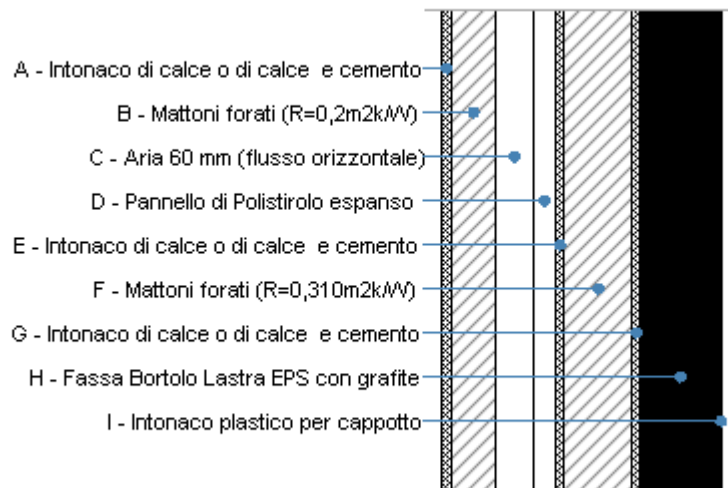 A - Intonaco di calce o di calce e cemento
B - Mattoni forati (R=0,2m2k/W)
C - Aria 60 mm (flusso orizzontale)
D - Pannello di Polistirolo espanso
E - Intonaco di calce o di calce e cemento
F - Mattoni forati (R=0,310m2k/W)
G - Intonaco di calce o di calce e cemento
H - Fassa Bortolo Lastra EPS con grafite
I - Intonaco plastico per cappotto